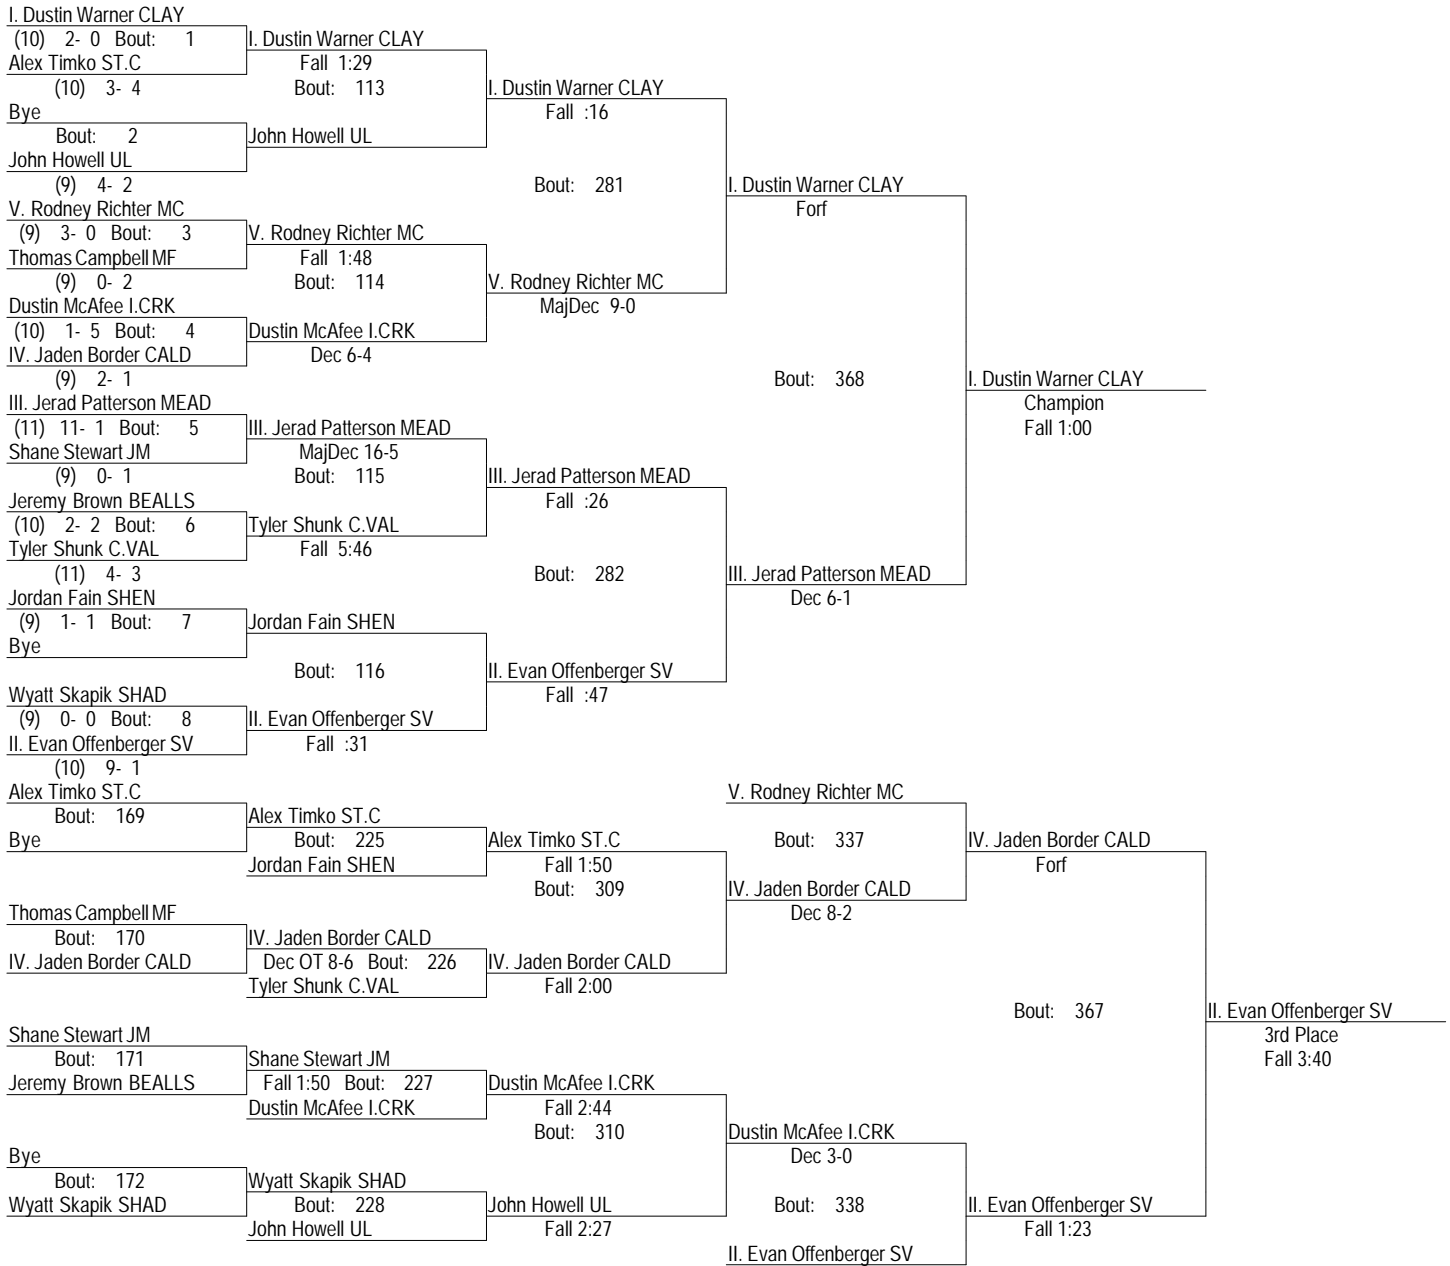 I. Dustin Warner CLAY
(10) 2- 0 Bout: 1 I. Dustin Warner CLAY
Alex Timko ST.C Fall 1:29
(10) 3- 4 Bout: 113 I. Dustin Warner CLAY
Bye Fall :16
Bout: 2 John Howell UL
John Howell UL
(9) 4- 2 Bout: 281 I. Dustin Warner CLAY
V. Rodney Richter MC Forf
(9) 3- 0 Bout: 3 V. Rodney Richter MC
Thomas Campbell MF Fall 1:48
(9) 0- 2 Bout: 114 V. Rodney Richter MC
Dustin McAfee I.CRK MajDec 9-0
(10) 1- 5 Bout: 4 Dustin McAfee I.CRK
IV. Jaden Border CALD Dec 6-4
(9) 2- 1 Bout: 368 I. Dustin Warner CLAY
III. Jerad Patterson MEAD Champion
(11) 11- 1 Bout: 5 III. Jerad Patterson MEAD Fall 1:00
Shane Stewart JM MajDec 16-5
(9) 0- 1 Bout: 115 III. Jerad Patterson MEAD
Jeremy Brown BEALLS Fall :26
(10) 2- 2 Bout: 6 Tyler Shunk C.VAL
Tyler Shunk C.VAL Fall 5:46
(11) 4- 3 Bout: 282 III. Jerad Patterson MEAD
Jordan Fain SHEN Dec 6-1
(9) 1- 1 Bout: 7 Jordan Fain SHEN
Bye
Bout: 116 II. Evan Offenberger SV
Wyatt Skapik SHAD Fall :47
(9) 0- 0 Bout: 8 II. Evan Offenberger SV
II. Evan Offenberger SV Fall :31
(10) 9- 1
Alex Timko ST.C V. Rodney Richter MC
Bout: 169 Alex Timko ST.C
Bye Bout: 225 Alex Timko ST.C Bout: 337 IV. Jaden Border CALD
Jordan Fain SHEN Fall 1:50 Forf
Bout: 309 IV. Jaden Border CALD
Thomas Campbell MF Dec 8-2
Bout: 170 IV. Jaden Border CALD
IV. Jaden Border CALD Dec OT 8-6 Bout: 226 IV. Jaden Border CALD
Tyler Shunk C.VAL Fall 2:00
Bout: 367 II. Evan Offenberger SV
Shane Stewart JM 3rd Place
Bout: 171 Shane Stewart JM Fall 3:40
Jeremy Brown BEALLS Fall 1:50 Bout: 227 Dustin McAfee I.CRK
Dustin McAfee I.CRK Fall 2:44
Bout: 310 Dustin McAfee I.CRK
Bye Dec 3-0
Bout: 172 Wyatt Skapik SHAD
Wyatt Skapik SHAD Bout: 228 John Howell UL Bout: 338 II. Evan Offenberger SV
John Howell UL Fall 2:27 Fall 1:23
II. Evan Offenberger SV